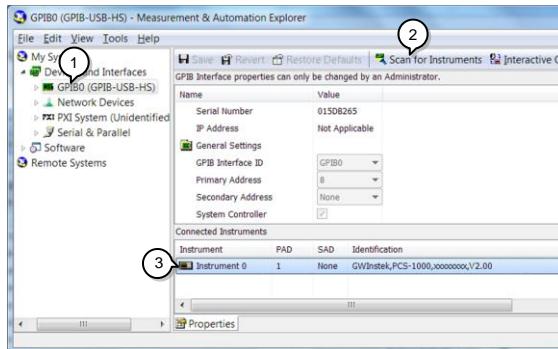 GPIB0 (GPIB-USB-HS) - Measurement & Automation Explorer
File Edit View Tools Help
1
2
My Sy
Devi and Interfaces
GPIB0 (GPIB-USB-HS)
Network Devices
PXI PXI System (Unidentified
Serial & Parallel
Software
Remote Systems
Save Revert Restore Defaults Scan for Instruments Interactive C
GPIB Interface properties can only be changed by an Administrator.
Name Value
Serial Number 015DB265
IP Address Not Applicable
General Settings
GPIB Interface ID GPIB0
Primary Address 8
Secondary Address None
System Controller
Connected Instruments
Instrument PAD SAD Identification
3
Instrument 0 1 None GWInstek,PCS-1000,xxxxxxxx,V2.00
Properties